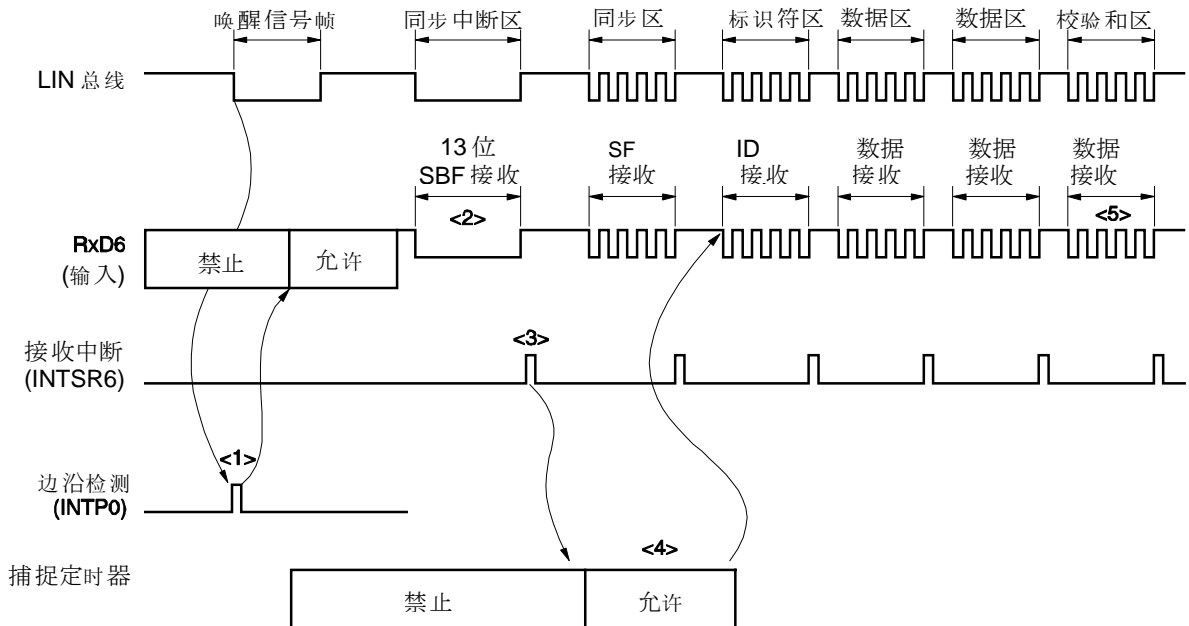 唤醒信号帧 同步中断区 同步区 标识符区 数据区 数据区 校验和区
LIN 总线
13 位 SF ID 数据 数据 数据
SBF 接收 接收 接收 接收 接收 接收
<2> <5>
RxD6
(输入)
禁止 允许
接收中断
(INTSR6)
<3>
<1>
边沿检测
(INTP0)
<4>
捕捉定时器
禁止 允许